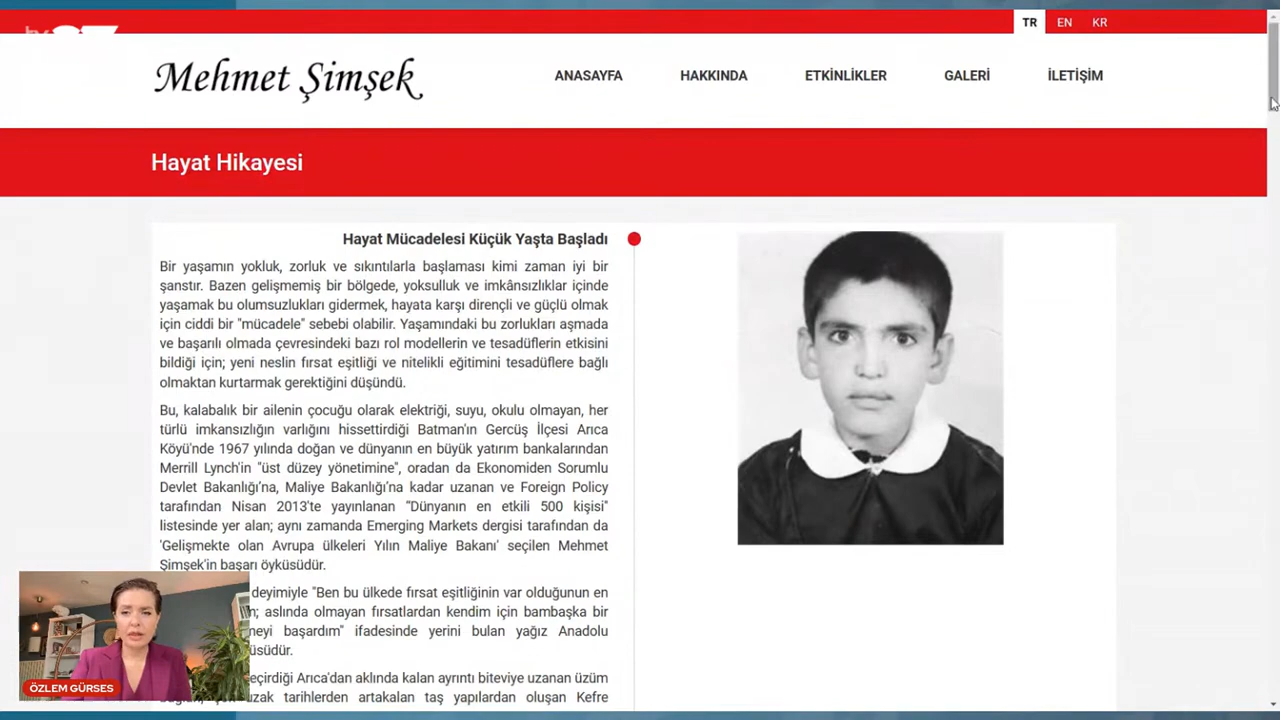 TR EN KR
Mehmet Şimşek
ANASAYFA HAKKINDA ETKİNLİKLER GALERİ İLETİŞİM
Hayat Hikayesi
Hayat Mücadelesi Küçük Yaşta Başladı
Bir yaşamın yokluk, zorluk ve sıkıntılarla başlaması kimi zaman iyi bir
şanstır. Bazen gelişmemiş bir bölgede, yoksulluk ve imkânsızlıklar içinde
yaşamak bu olumsuzlukları gidermek, hayata karşı dirençli ve güçlü olmak
için ciddi bir "mücadele" sebebi olabilir. Yaşamındaki bu zorlukları aşmada
ve başarılı olmada çevresindeki bazı rol modellerin ve tesadüflerin etkisini
bildiği için; yeni neslin fırsat eşitliği ve nitelikli eğitimini tesadüflere bağlı
olmaktan kurtarmak gerektiğini düşündü.
Bu, kalabalık bir ailenin çocuğu olarak elektriği, suyu, okulu olmayan, her
türlü imkansızlığın varlığını hissettirdiği Batman'ın Gercüş İlçesi Arıca
Köyü'nde 1967 yılında doğan ve dünyanın en büyük yatırım bankalarından
Merrill Lynch'in "üst düzey yönetimine", oradan da Ekonomiden Sorumlu
Devlet Bakanlığı'na, Maliye Bakanlığı'na kadar uzanan ve Foreign Policy
tarafından Nisan 2013'te yayınlanan "Dünyanın en etkili 500 kişisi"
listesinde yer alan; aynı zamanda Emerging Markets dergisi tarafından da
'Gelişmekte olan Avrupa ülkeleri Yılın Maliye Bakanı' seçilen Mehmet
Şimşek'in başarı öyküsüdür.
deyimiyle "Ben bu ülkede fırsat eşitliğinin var olduğunun en
aslında olmayan fırsatlardan kendim için bambaşka bir
başardım" ifadesinde yerini bulan yağız Anadolu
Arıca'dan aklında kalan ayrıntı biteviye uzanan üzüm
tarihlerden artakalan taş yapılardan oluşan Kefre
ÖZLEM GÜRSES